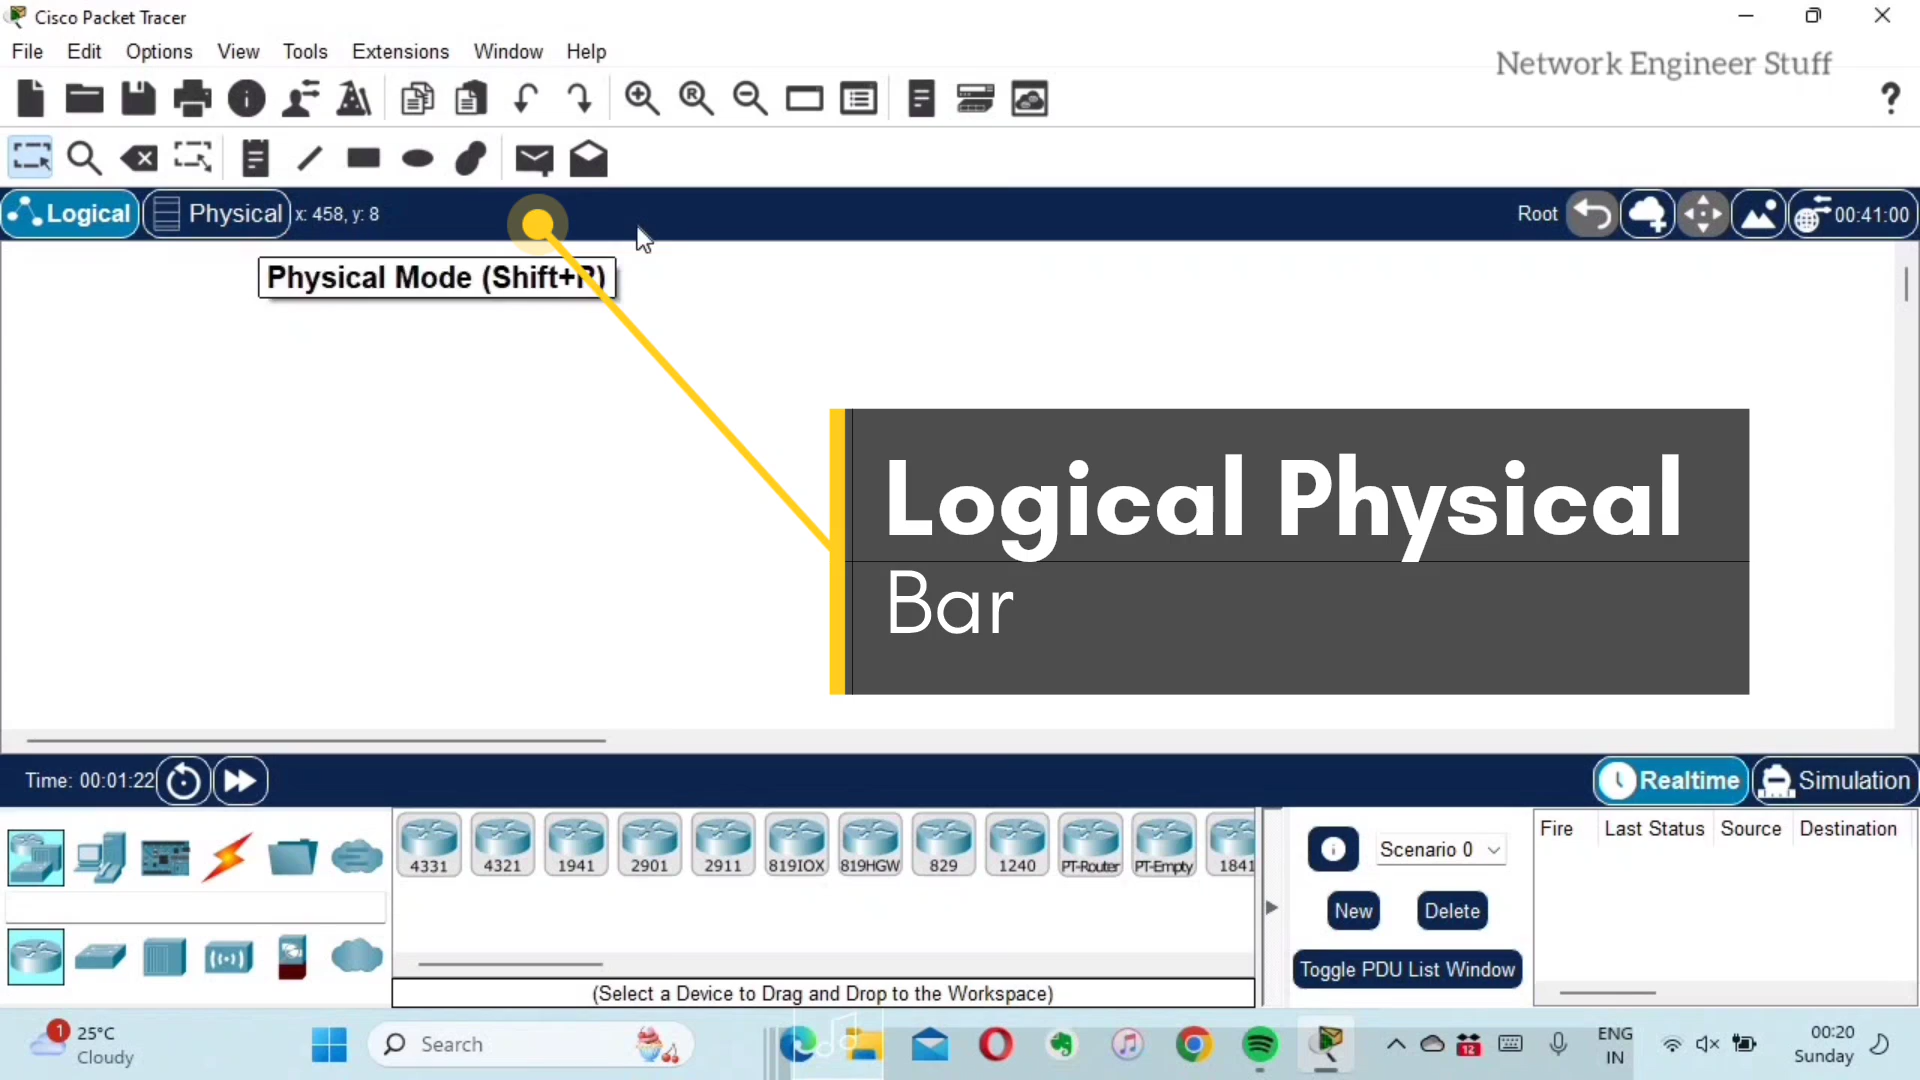 Cisco Packet Tracer
File Edit Options View Tools Extensions Window Help
Network Engineer Stuff
Logical Physical x: 458, y: 8
Root 00:41:00
Physical Mode (Shift+P)
Logical Physical
Bar
Time: 00:01:22
Realtime Simulation
4331 4321 1941 2901 2911 819IOX 819HGW 829 1240 PT-Router PT-Empty 1841
Scenario 0
New Delete
Toggle PDU List Window
Fire Last Status Source Destination
(Select a Device to Drag and Drop to the Workspace)
1
25°C
Cloudy
Search
12
ENG
IN
00:20
Sunday